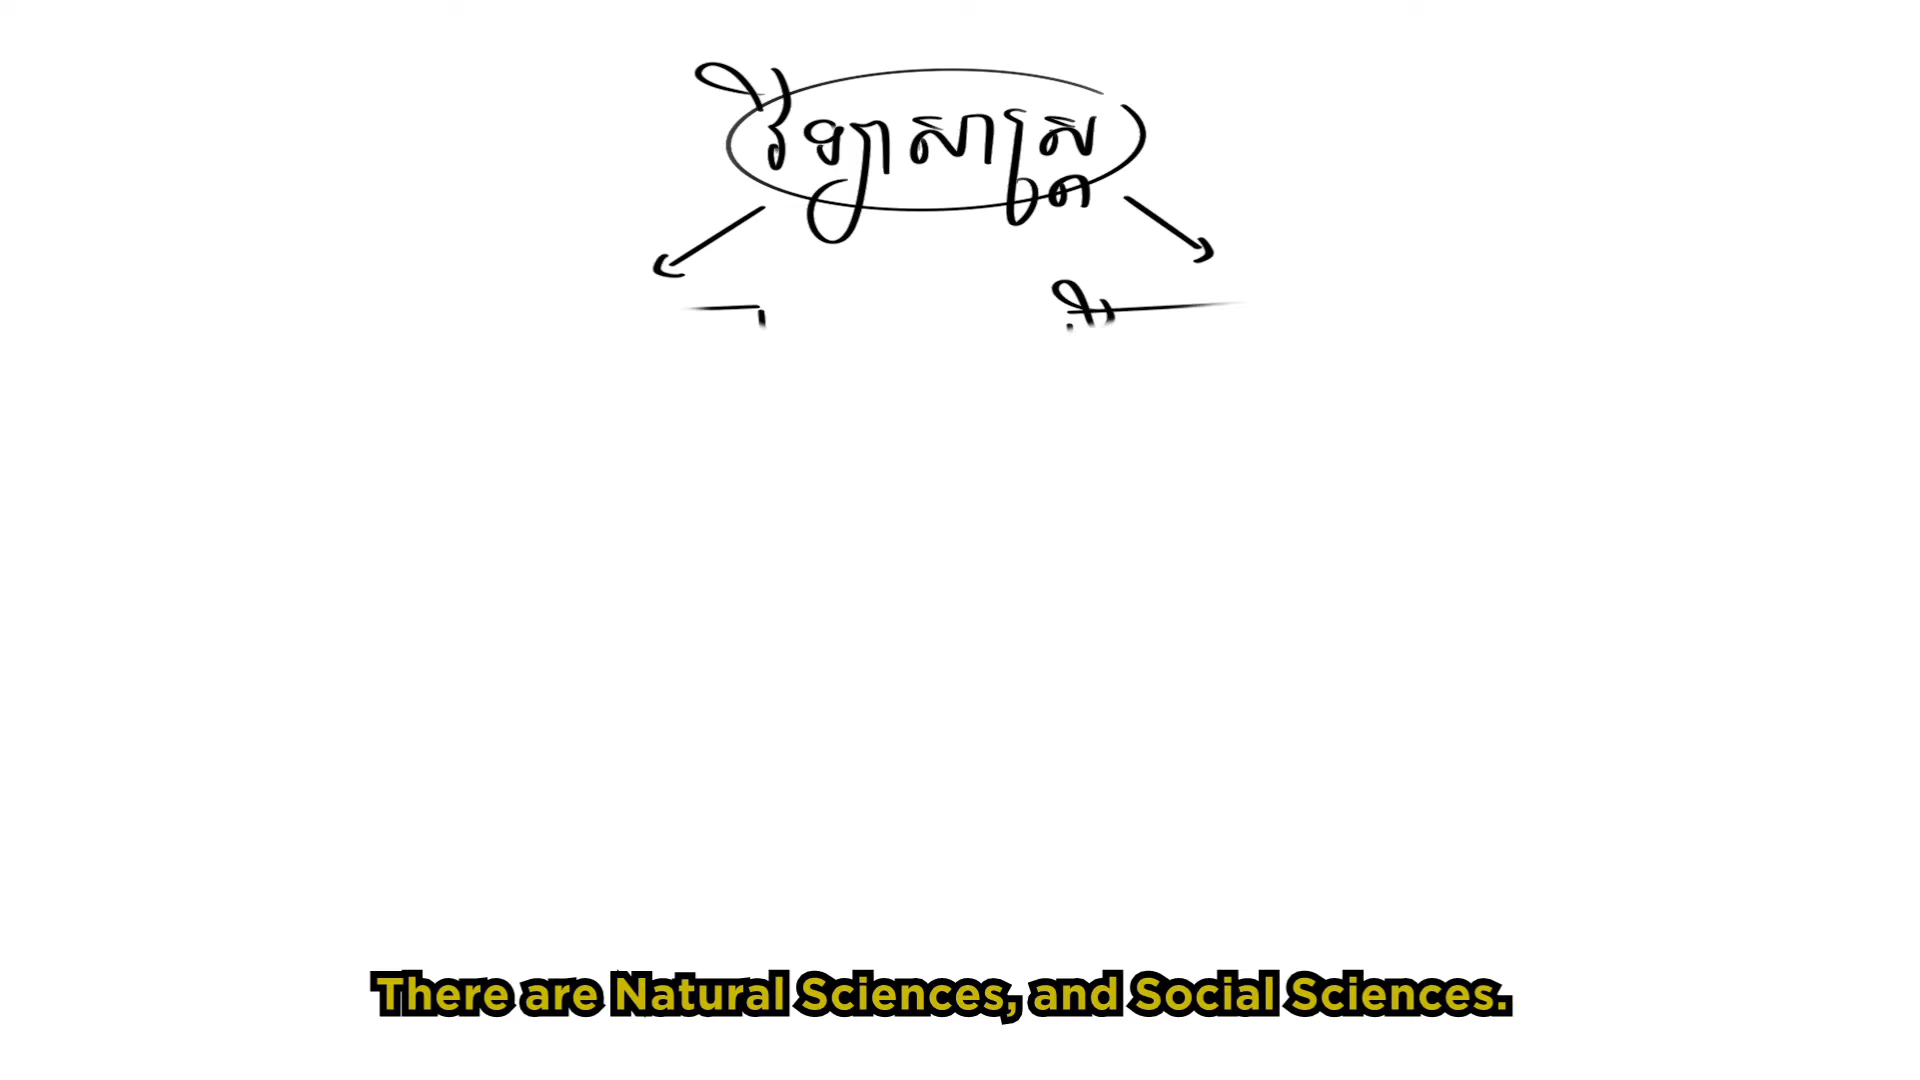 វិទ្យាសាស្ត្រ
There are Natural Sciences, and Social Sciences.